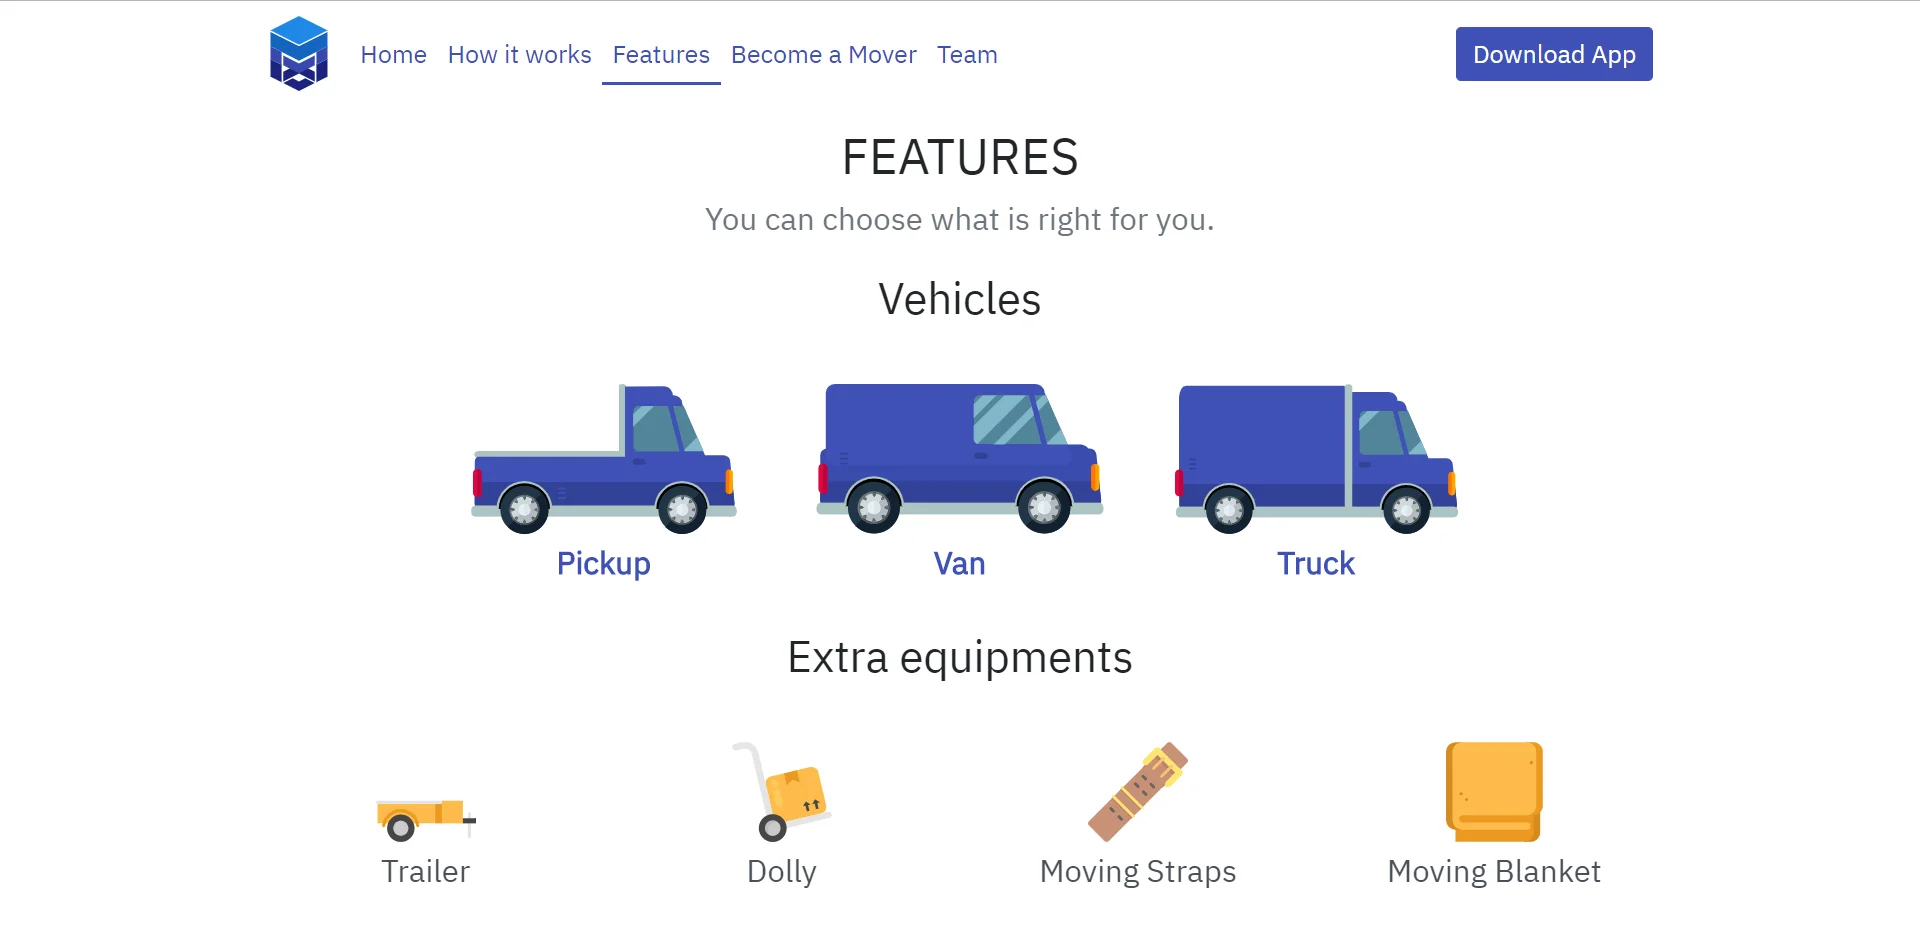 Home How it works Features Become a Mover Team Download App
FEATURES
You can choose what is right for you.
Vehicles
Pickup Van Truck
Extra equipments
Trailer Dolly Moving Straps Moving Blanket